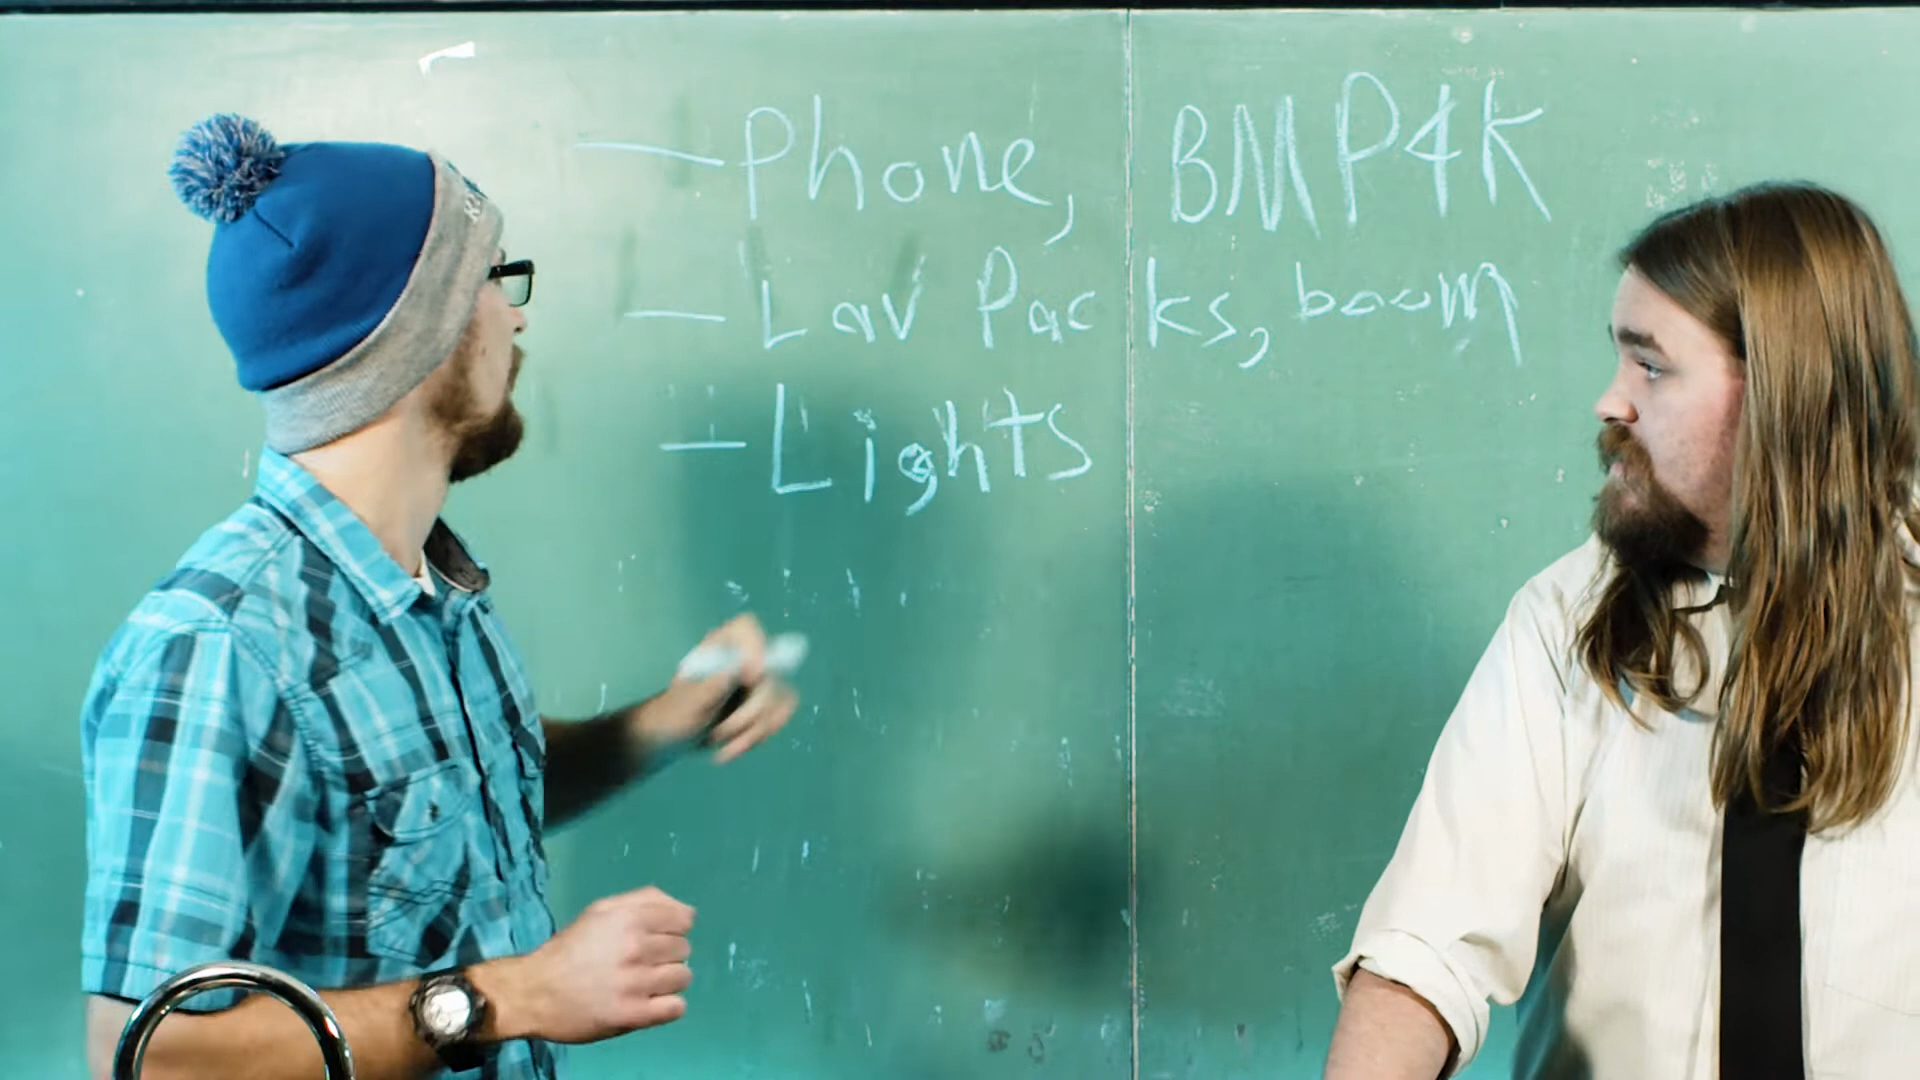 — Phone, BMP4K
— Lav Packs, boom
— Lights